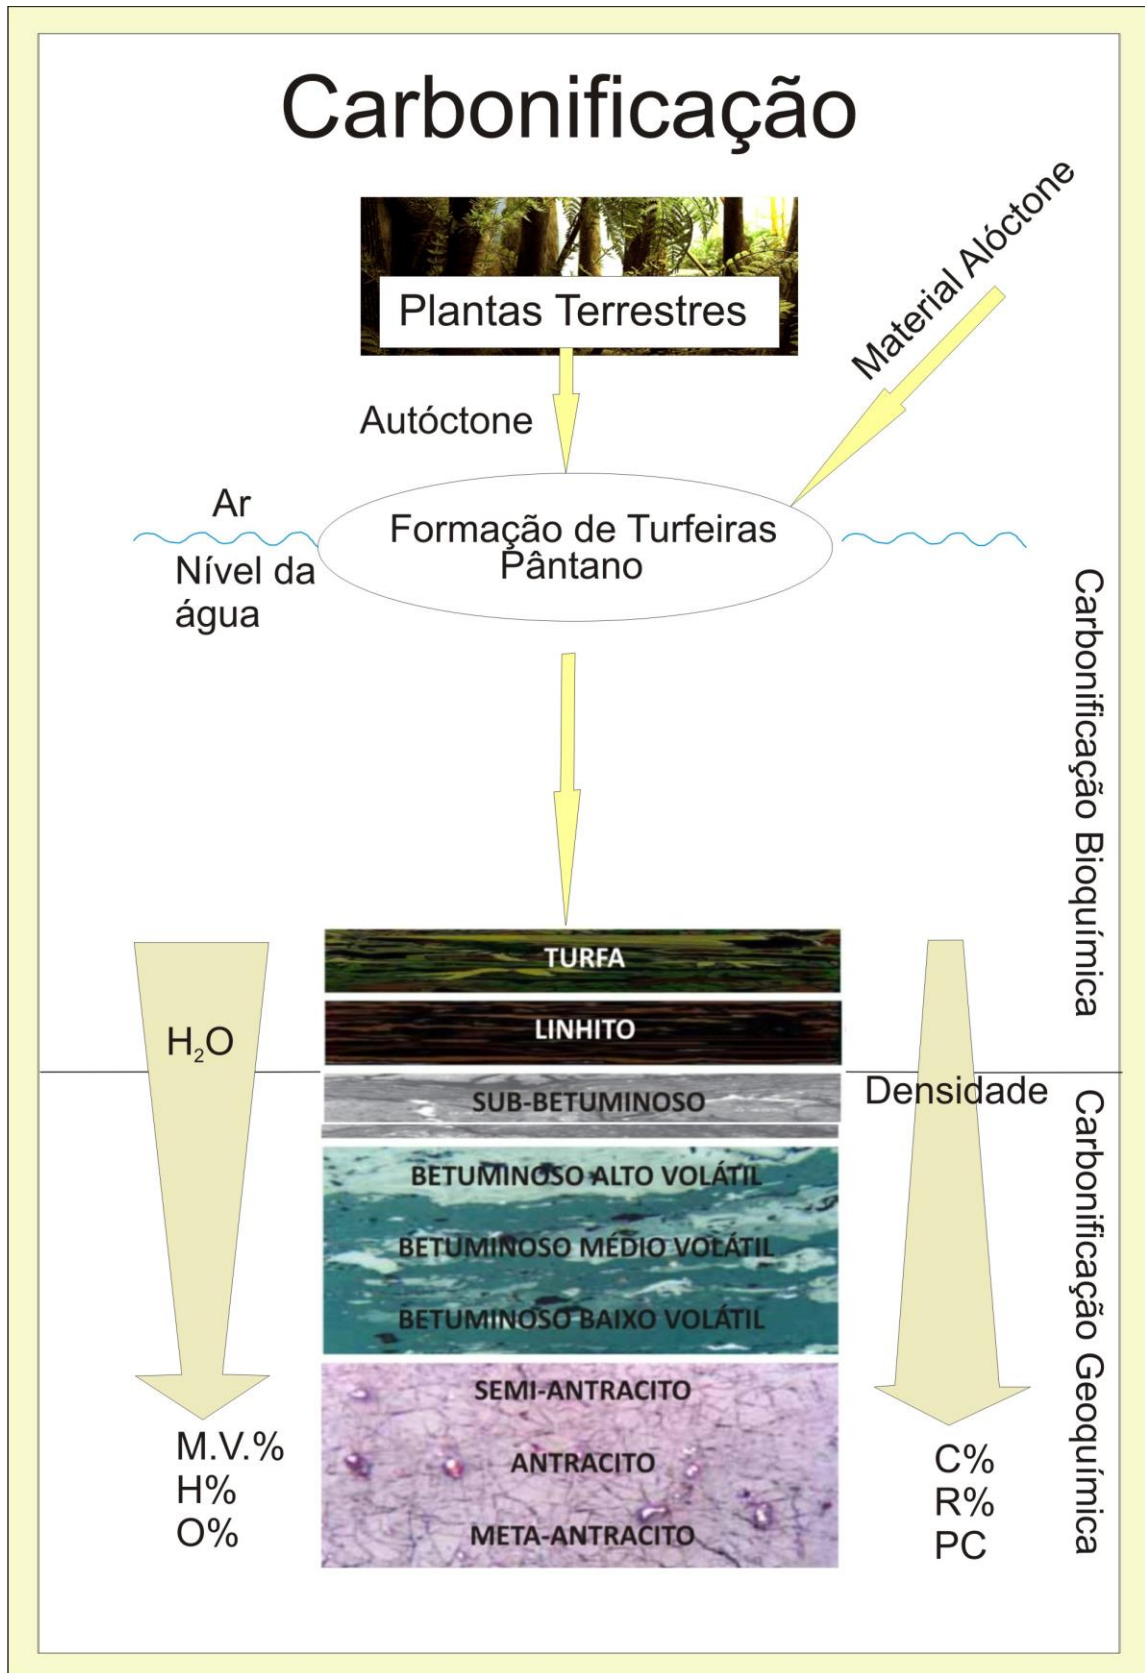 Carbonificação
Plantas Terrestres
Material Alóctone
Autóctone
Ar
Formação de Turfeiras
Pântano
Nível da
água
Carbonificação Bioquímica
TURFA
LINHITO
H₂O
Densidade
SUB-BETUMINOSO
BETUMINOSO ALTO VOLÁTIL
BETUMINOSO MÉDIO VOLÁTIL
BETUMINOSO BAIXO VOLÁTIL
Carbonificação Geoquímica
SEMI-ANTRACITO
ANTRACITO
META-ANTRACITO
M.V.%
H%
O%
C%
R%
PC